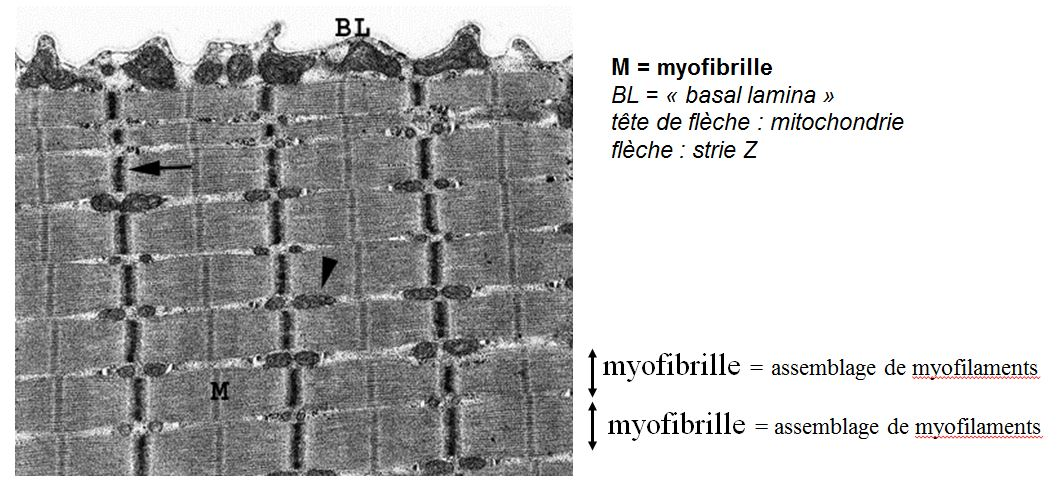 BL
M
M = myofibrille
BL = « basal lamina »
tête de flèche : mitochondrie
flèche : strie Z
myofibrille = assemblage de myofilaments
myofibrille = assemblage de myofilaments